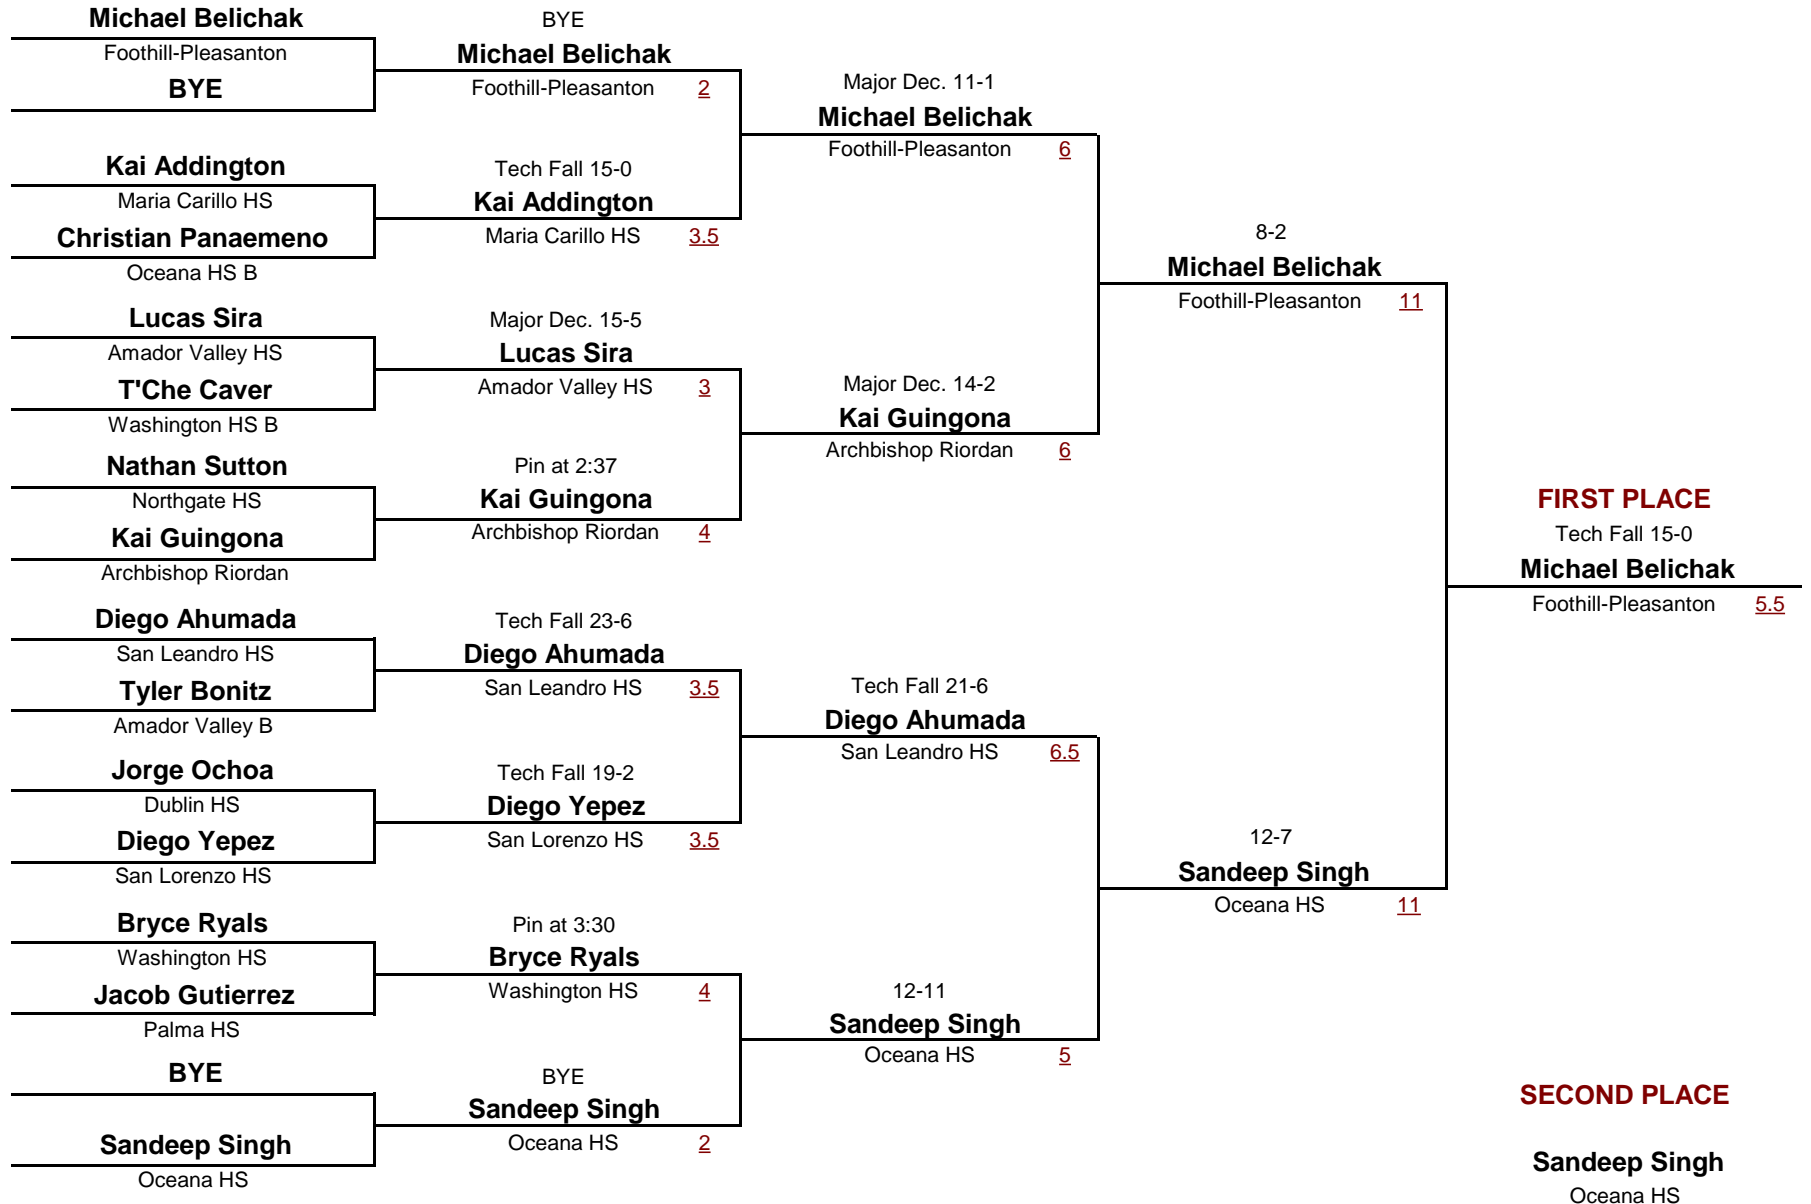 Michael Belichak
Foothill-Pleasanton
BYE
Kai Addington
Maria Carillo HS
Christian Panaemeno
Oceana HS B
Lucas Sira
Amador Valley HS
T'Che Caver
Washington HS B
Nathan Sutton
Northgate HS
Kai Guingona
Archbishop Riordan
Diego Ahumada
San Leandro HS
Tyler Bonitz
Amador Valley B
Jorge Ochoa
Dublin HS
Diego Yepez
San Lorenzo HS
Bryce Ryals
Washington HS
Jacob Gutierrez
Palma HS
BYE
Sandeep Singh
Oceana HS
BYE
Michael Belichak
Foothill-Pleasanton 2
Tech Fall 15-0
Kai Addington
Maria Carillo HS 3.5
Major Dec. 15-5
Lucas Sira
Amador Valley HS 3
Pin at 2:37
Kai Guingona
Archbishop Riordan 4
Tech Fall 23-6
Diego Ahumada
San Leandro HS 3.5
Tech Fall 19-2
Diego Yepez
San Lorenzo HS 3.5
Pin at 3:30
Bryce Ryals
Washington HS 4
BYE
Sandeep Singh
Oceana HS 2
Major Dec. 11-1
Michael Belichak
Foothill-Pleasanton 6
Major Dec. 14-2
Kai Guingona
Archbishop Riordan 6
Tech Fall 21-6
Diego Ahumada
San Leandro HS 6.5
12-11
Sandeep Singh
Oceana HS 5
8-2
Michael Belichak
Foothill-Pleasanton 11
12-7
Sandeep Singh
Oceana HS 11
FIRST PLACE
Tech Fall 15-0
Michael Belichak
Foothill-Pleasanton 5.5
SECOND PLACE
Sandeep Singh
Oceana HS